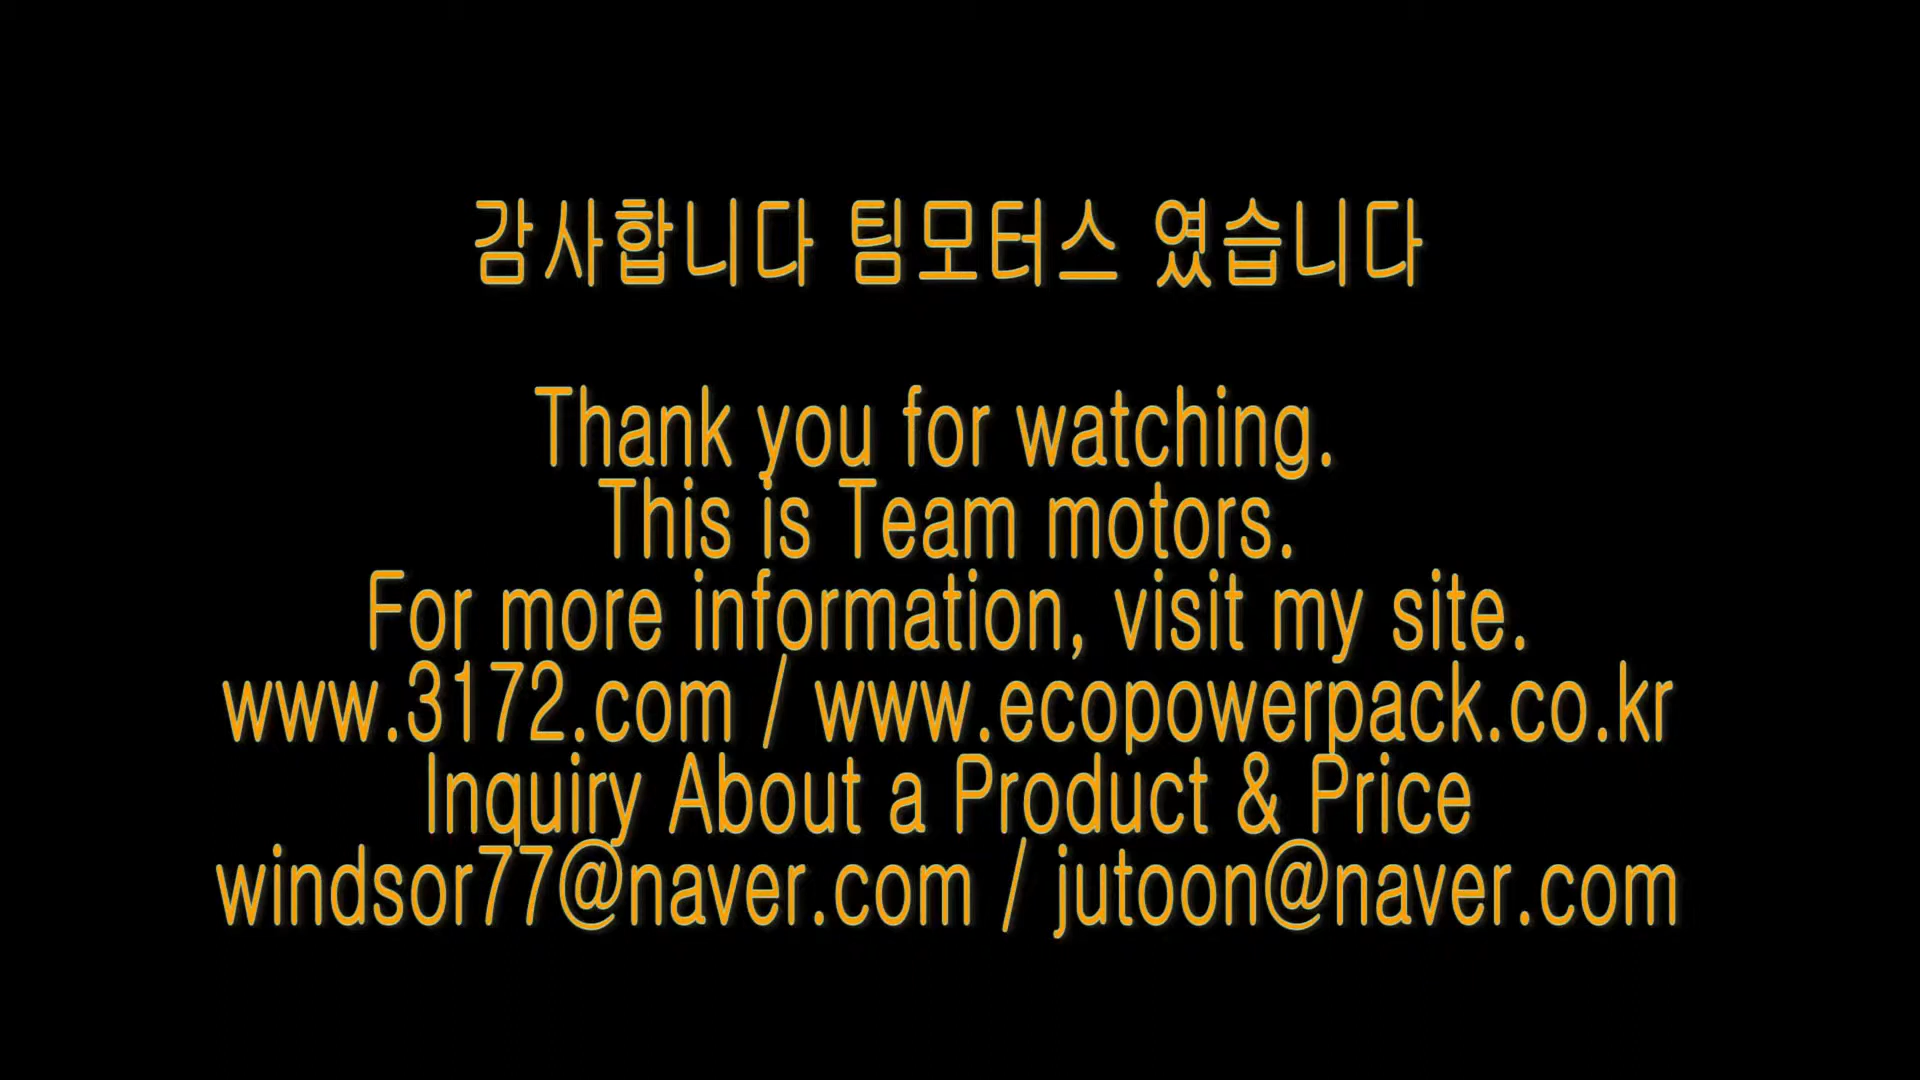 감사합니다 팀모터스 였습니다
Thank you for watching.
This is Team motors.
For more information, visit my site.
www.3172.com / www.ecopowerpack.co.kr
Inquiry About a Product & Price
windsor77@naver.com / jutoon@naver.com